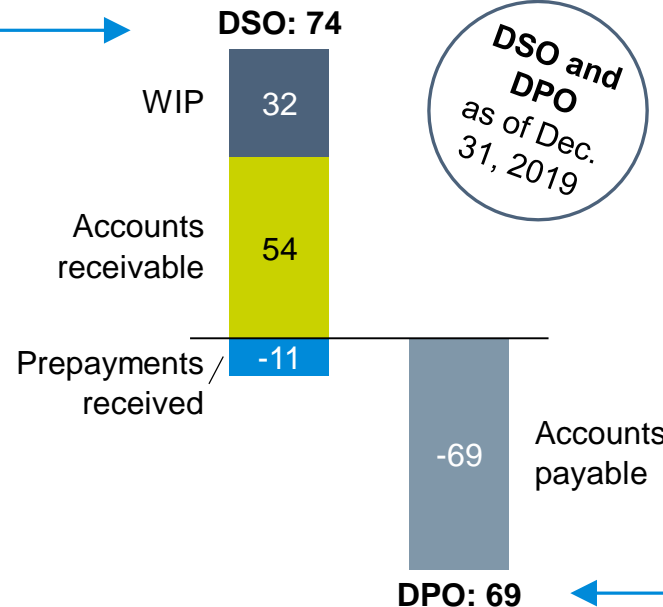 DSO: 74
DSO and
DPO
as of Dec.
31, 2019
WIP
32
Accounts
receivable
54
Prepayments
received
-11
-69
Accounts
payable
DPO: 69